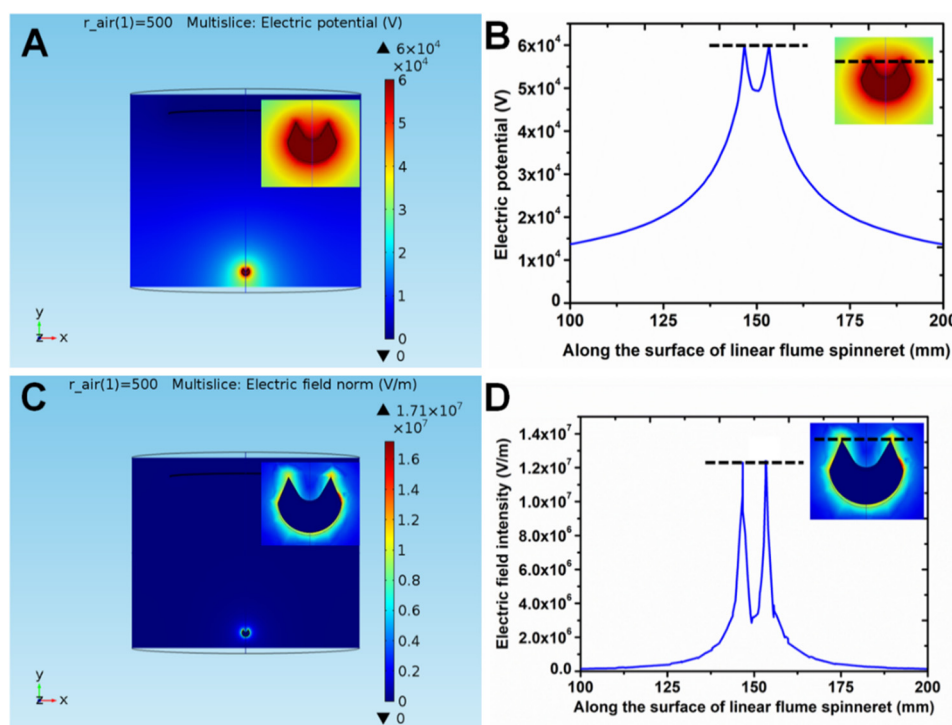 A
r_air(1)=500 Multislice: Electric potential (V)
▲ 6×10⁴
×10⁴
6
5
4
3
2
1
0
▼ 0
y
z x
B
Electric potential (V)
7x10⁴
6x10⁴
5x10⁴
4x10⁴
3x10⁴
2x10⁴
1x10⁴
0
100 125 150 175 200
Along the surface of linear flume spinneret (mm)
C
r_air(1)=500 Multislice: Electric field norm (V/m)
▲ 1.71×10⁷
×10⁷
1.6
1.4
1.2
1
0.8
0.6
0.4
0.2
0
▼ 0
y
z x
D
Electric field intensity (V/m)
1.4x10⁷
1.2x10⁷
1.0x10⁷
8.0x10⁶
6.0x10⁶
4.0x10⁶
2.0x10⁶
0.0
100 125 150 175 200
Along the surface of linear flume spinneret (mm)